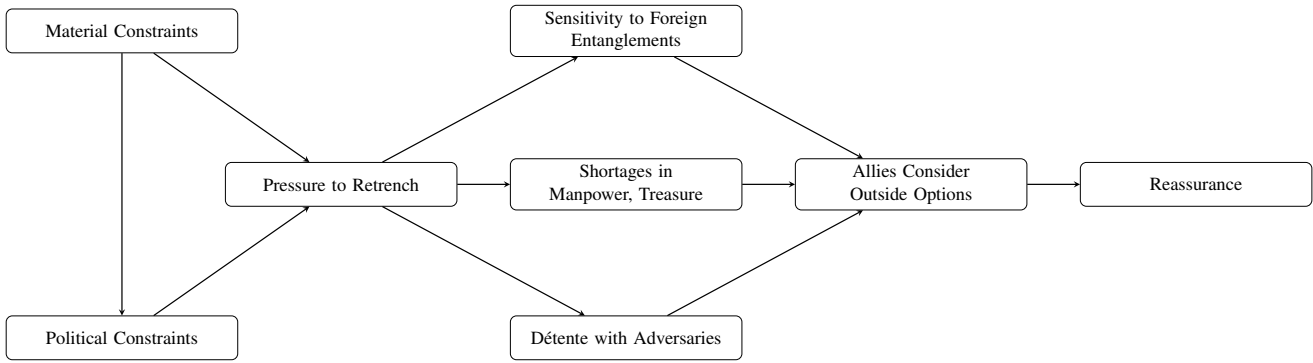 Material Constraints
Sensitivity to Foreign
Entanglements
Pressure to Retrench
Shortages in
Manpower, Treasure
Allies Consider
Outside Options
Reassurance
Political Constraints
Détente with Adversaries